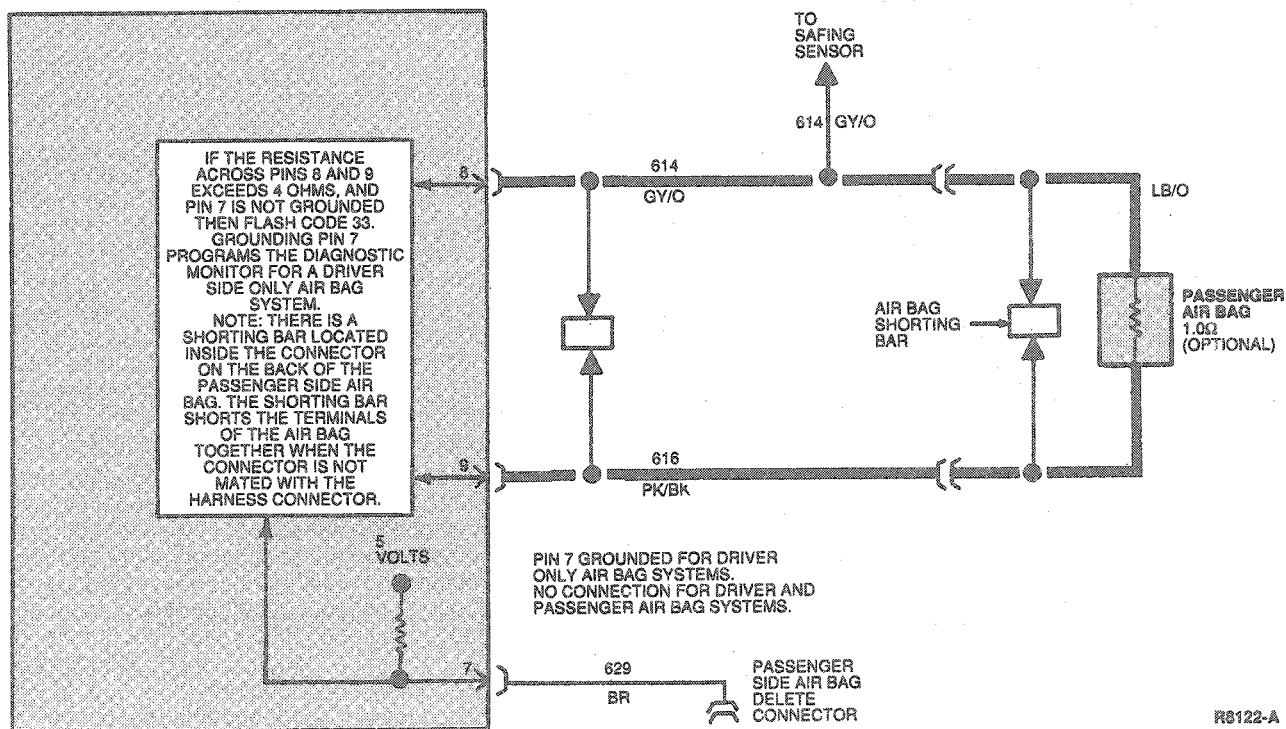 TO
SAFING
SENSOR
614 GY/O
IF THE RESISTANCE
ACROSS PINS 8 AND 9
EXCEEDS 4 OHMS, AND
PIN 7 IS NOT GROUNDED
THEN FLASH CODE 33.
GROUNDING PIN 7
PROGRAMS THE DIAGNOSTIC
MONITOR FOR A DRIVER
SIDE ONLY AIR BAG
SYSTEM.
NOTE: THERE IS A
SHORTING BAR LOCATED
INSIDE THE CONNECTOR
ON THE BACK OF THE
PASSENGER SIDE AIR
BAG. THE SHORTING BAR
SHORTS THE TERMINALS
OF THE AIR BAG
TOGETHER WHEN THE
CONNECTOR IS NOT
MATED WITH THE
HARNESS CONNECTOR.
8
614
GY/O
LB/O
AIR BAG
SHORTING
BAR
PASSENGER
AIR BAG
1.0Ω
(OPTIONAL)
9
616
PK/BK
5
VOLTS
PIN 7 GROUNDED FOR DRIVER
ONLY AIR BAG SYSTEMS.
NO CONNECTION FOR DRIVER AND
PASSENGER AIR BAG SYSTEMS.
7
629
BR
PASSENGER
SIDE AIR BAG
DELETE
CONNECTOR
R8122-A